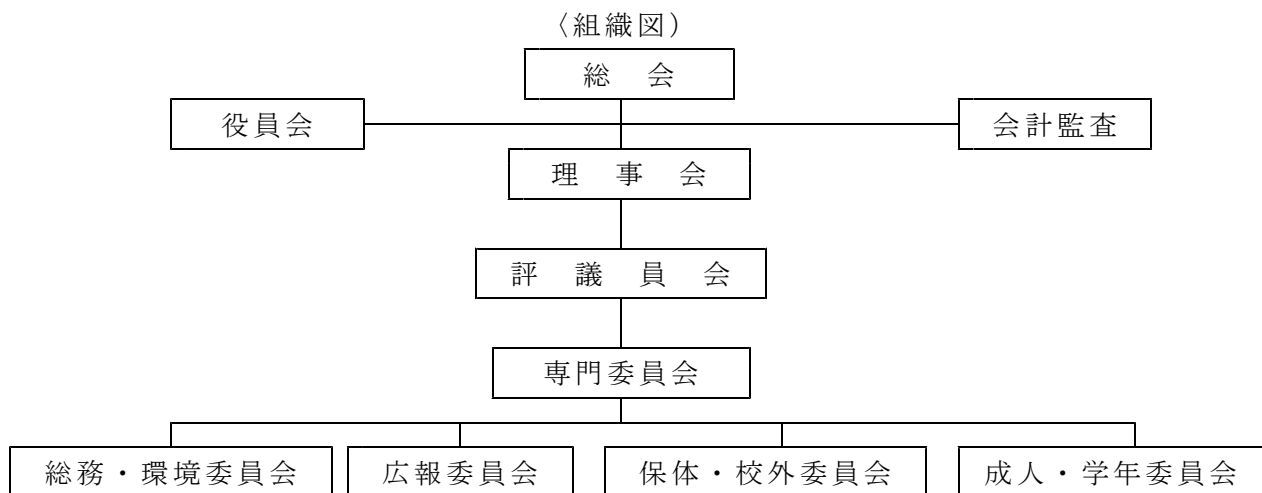 〈組織図〉
総　会
役員会
会計監査
理　事　会
評　議　員　会
専門委員会
総務・環境委員会
広報委員会
保体・校外委員会
成人・学年委員会